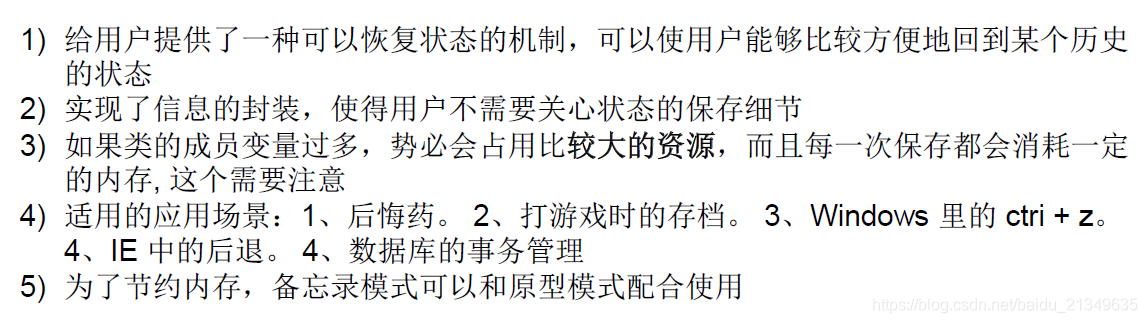 1) 给用户提供了一种可以恢复状态的机制，可以使用户能够比较方便地回到某个历史
的状态
2) 实现了信息的封装，使得用户不需要关心状态的保存细节
3) 如果类的成员变量过多，势必会占用比较大的资源，而且每一次保存都会消耗一定
的内存, 这个需要注意
4) 适用的应用场景：1、后悔药。 2、打游戏时的存档。 3、Windows 里的 ctri + z。
4、IE 中的后退。 4、数据库的事务管理
5) 为了节约内存，备忘录模式可以和原型模式配合使用
https://blog.csdn.net/baidu_21349635